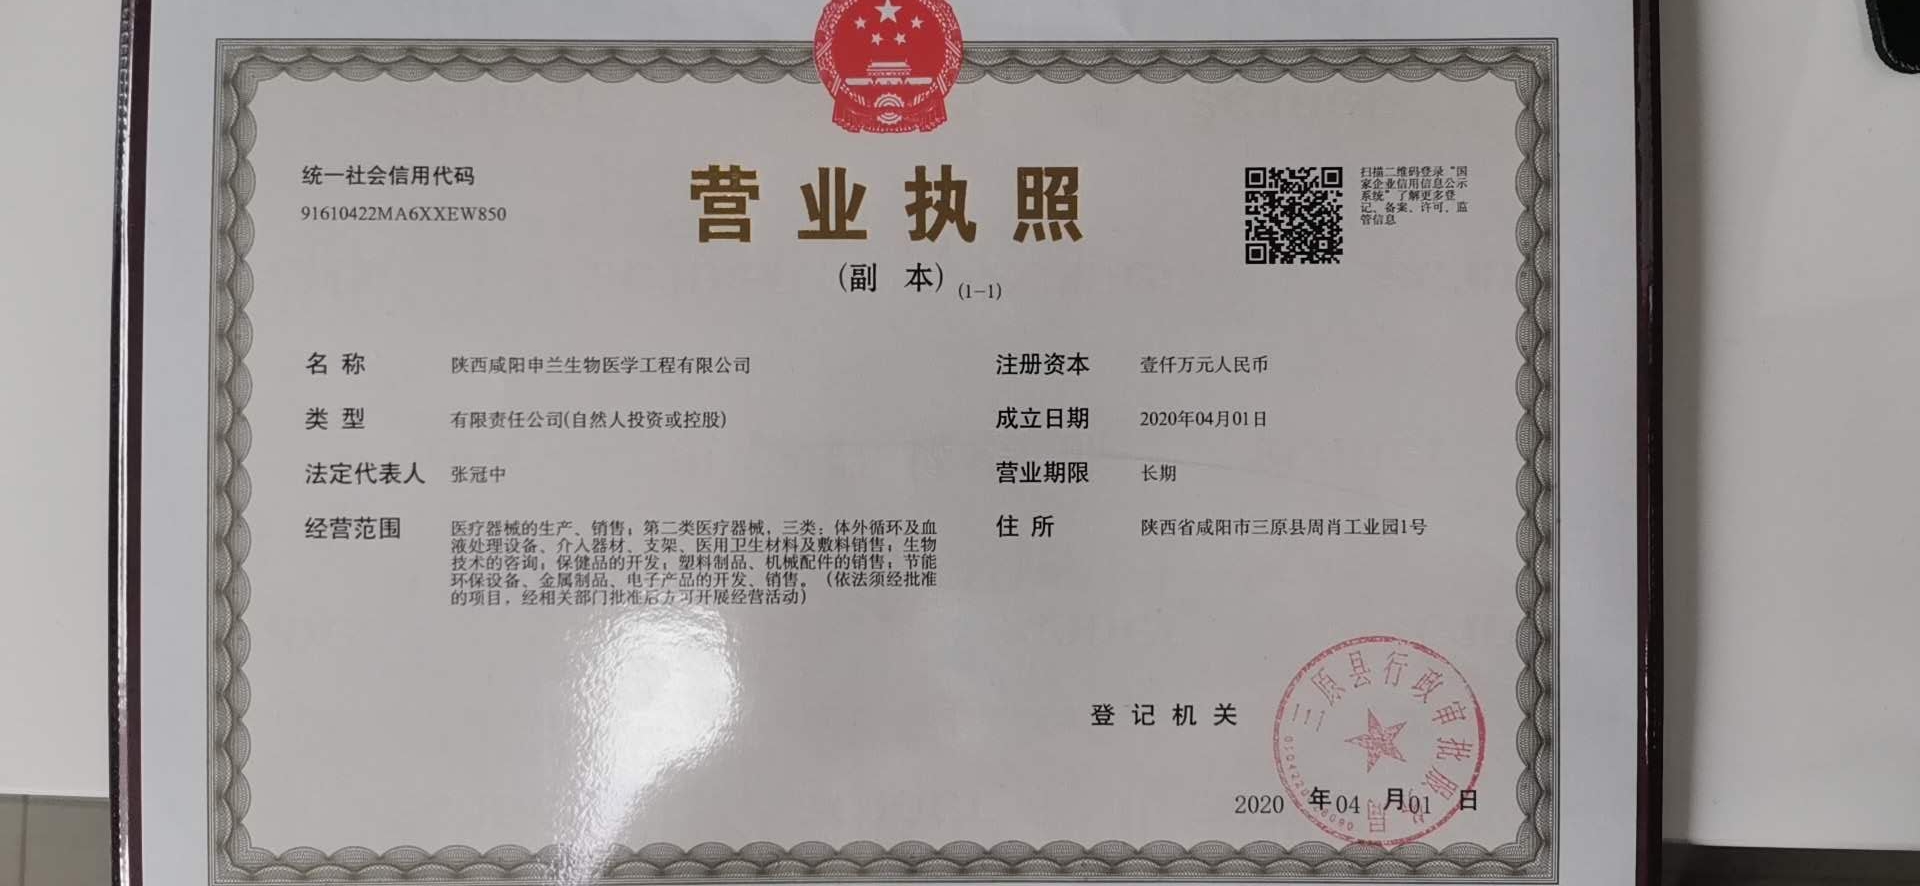 统一社会信用代码
91610422MA6XXEW850
营业执照
(副 本) (1-1)
扫描二维码登录“国
家企业信用信息公示
系统”了解更多登
记、备案、许可、监
管信息
名 称 陕西咸阳申兰生物医学工程有限公司
类 型 有限责任公司(自然人投资或控股)
法定代表人 张冠中
经营范围 医疗器械的生产、销售；第二类医疗器械，三类：体外循环及血
液处理设备、介入器材、支架、医用卫生材料及敷料销售；生物
技术的咨询；保健品的开发；塑料制品、机械配件的销售；节能
环保设备、金属制品、电子产品的开发、销售。（依法须经批准
的项目，经相关部门批准后方可开展经营活动）
注册资本 壹仟万元人民币
成立日期 2020年04月01日
营业期限 长期
住 所 陕西省咸阳市三原县周肖工业园1号
登记机关
三原县行政审批服务局
2020 年04 月01 日